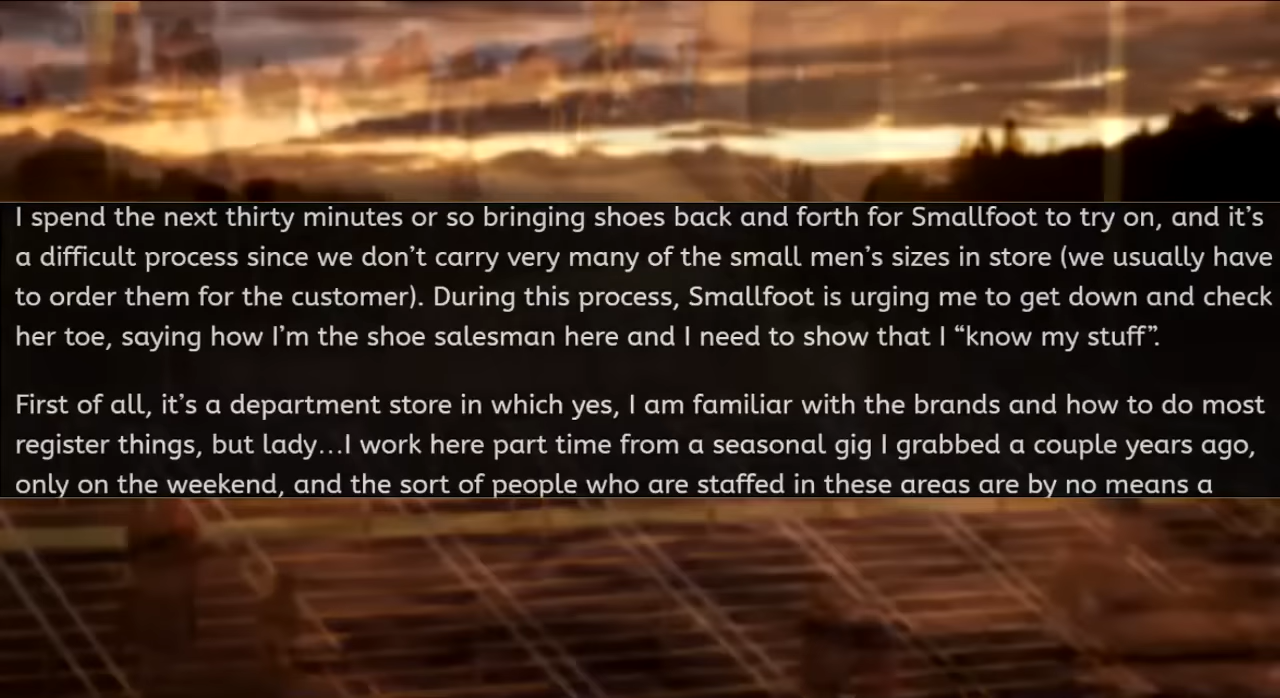 I spend the next thirty minutes or so bringing shoes back and forth for Smallfoot to try on, and it’s
a difficult process since we don’t carry very many of the small men’s sizes in store (we usually have
to order them for the customer). During this process, Smallfoot is urging me to get down and check
her toe, saying how I’m the shoe salesman here and I need to show that I “know my stuff”.
First of all, it’s a department store in which yes, I am familiar with the brands and how to do most
register things, but lady...I work here part time from a seasonal gig I grabbed a couple years ago,
only on the weekend, and the sort of people who are staffed in these areas are by no means a